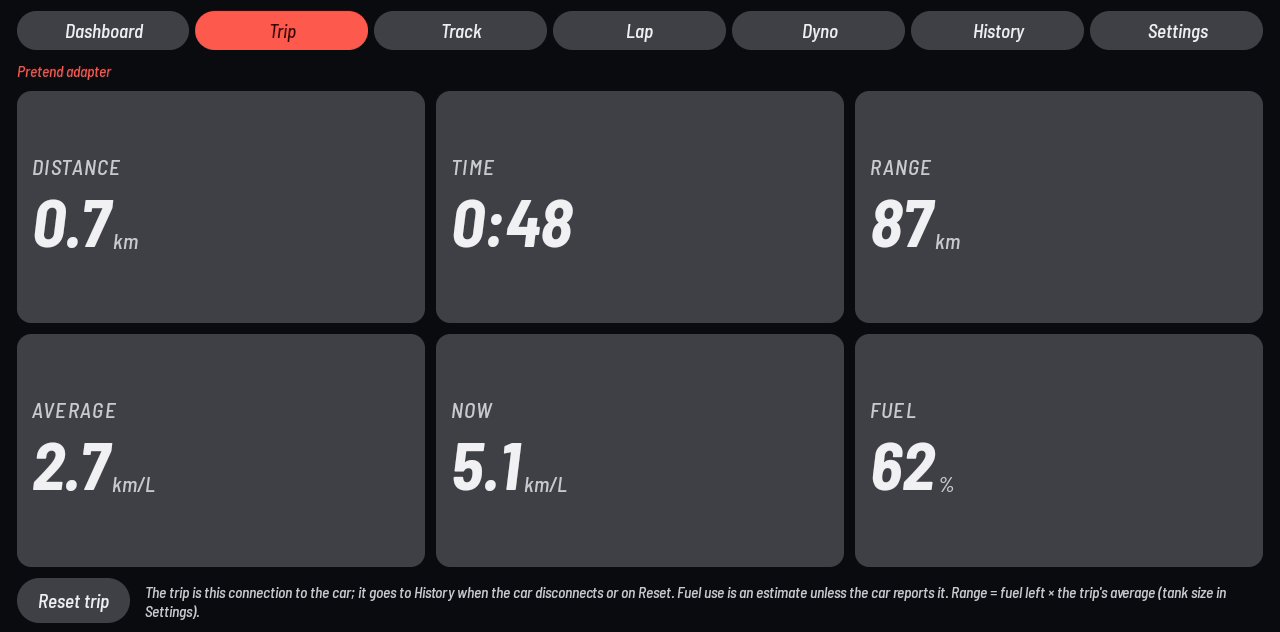 Dashboard Trip Track Lap Dyno History Settings
Pretend adapter
DISTANCE
0.7 km
TIME
0:48
RANGE
87 km
AVERAGE
2.7 km/L
NOW
5.1 km/L
FUEL
62 %
Reset trip
The trip is this connection to the car; it goes to History when the car disconnects or on Reset. Fuel use is an estimate unless the car reports it. Range = fuel left × the trip's average (tank size in
Settings).